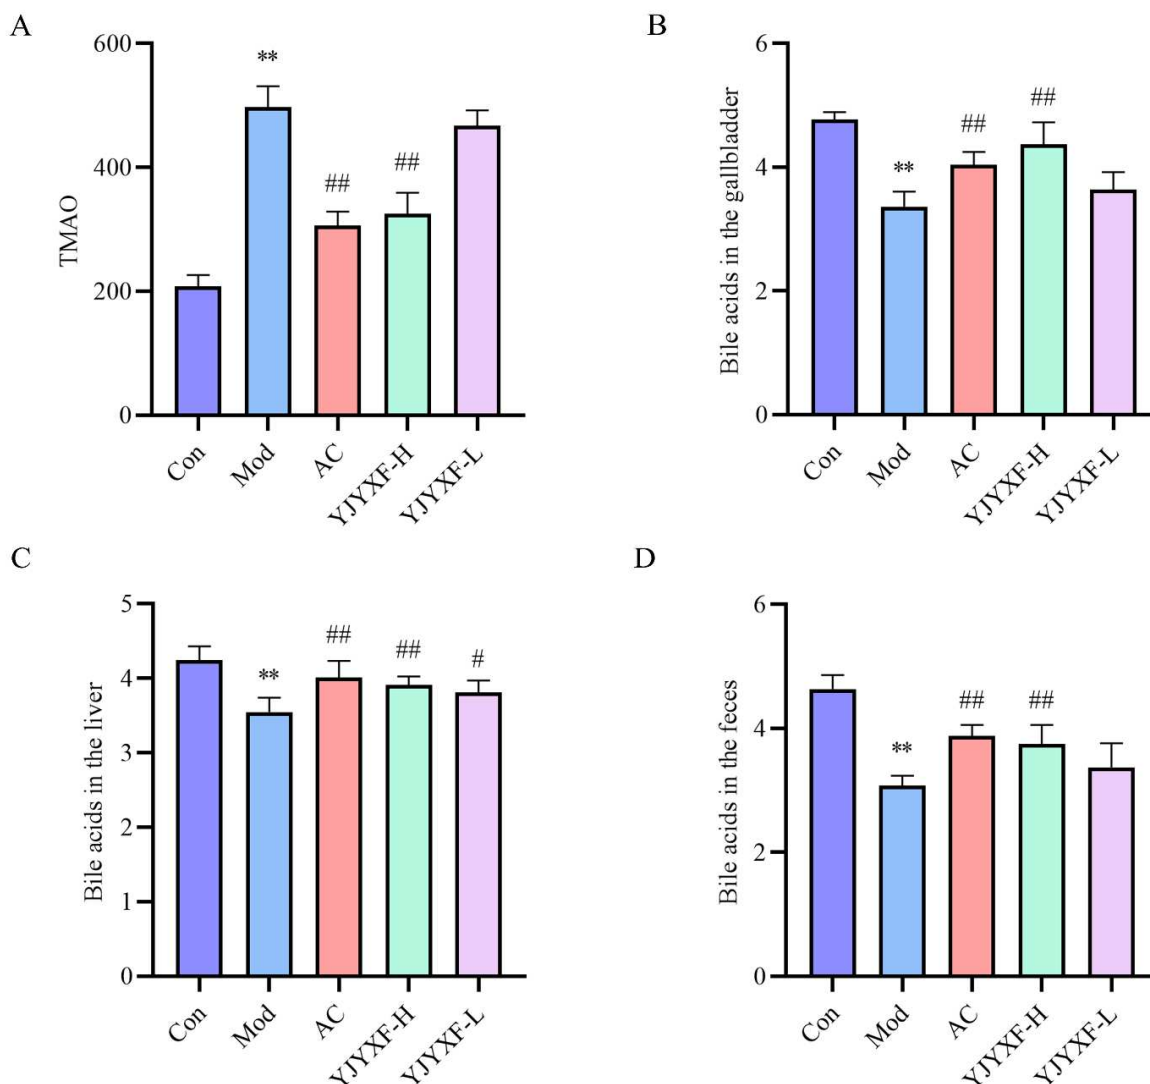 A
TMAO
600
400
200
0
**
##
##
Con
Mod
AC
YJYXF-H
YJYXF-L
B
Bile acids in the gallbladder
6
4
2
0
**
##
##
Con
Mod
AC
YJYXF-H
YJYXF-L
C
Bile acids in the liver
5
4
3
2
1
0
**
##
##
#
Con
Mod
AC
YJYXF-H
YJYXF-L
D
Bile acids in the feces
6
4
2
0
**
##
##
Con
Mod
AC
YJYXF-H
YJYXF-L